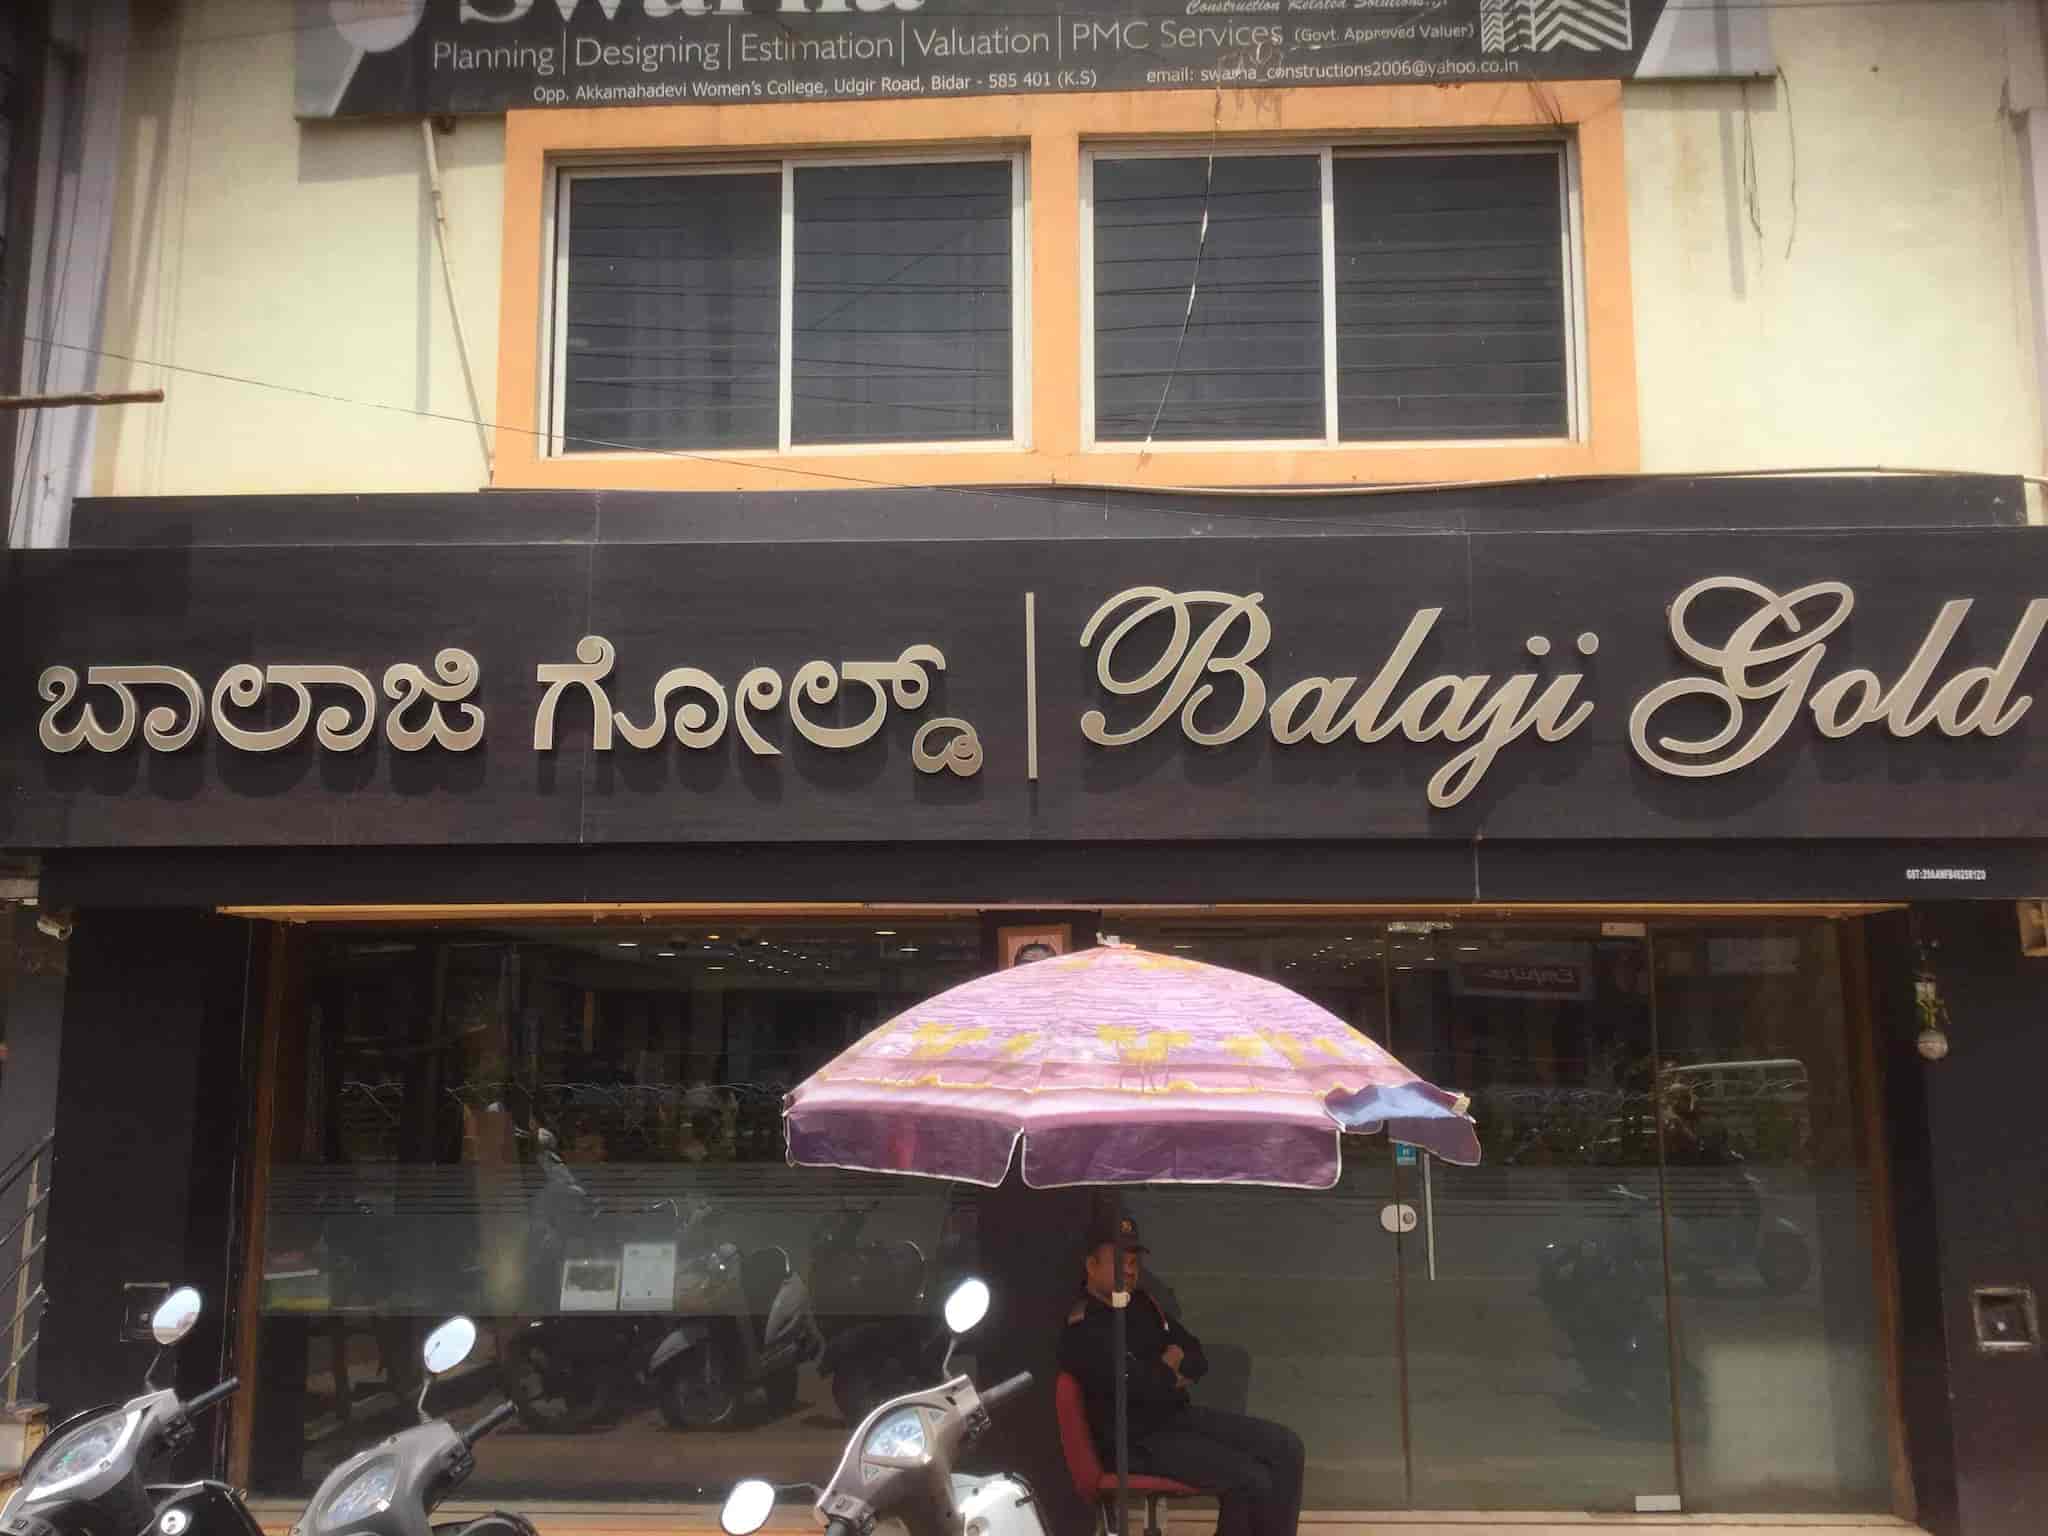 Swarna
Construction Related Solutions.
Planning | Designing | Estimation | Valuation | PMC Services (Govt. Approved Valuer)
Opp. Akkamahadevi Women's College, Udgir Road, Bidar - 585 401 (K.S)
email: swarna_constructions2006@yahoo.co.in
ಬಾಲಾಜಿ ಗೋಲ್ಡ್ | Balaji Gold